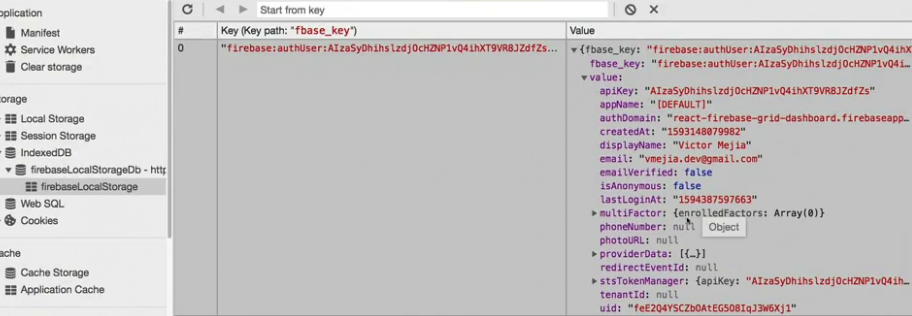 pplication
Manifest
Service Workers
Clear storage
torage
Local Storage
Session Storage
IndexedDB
firebaseLocalStorageDb - http
firebaseLocalStorage
Web SQL
Cookies
ache
Cache Storage
Application Cache
Start from key
# Key (Key path: "fbase_key") Value
0 "firebase:authUser:AIzaSyDhihslzdjOcHZNP1vQ4ihXT9VR8JZdfZs...
{fbase_key: "firebase:authUser:AIzaSyDhihslzdjOcHZNP1vQ4ihX
fbase_key: "firebase:authUser:AIzaSyDhihslzdjOcHZNP1vQ4i...
value:
apiKey: "AIzaSyDhihslzdjOcHZNP1vQ4ihXT9VR8JZdfZs"
appName: "[DEFAULT]"
authDomain: "react-firebase-grid-dashboard.firebaseapp...
createdAt: "1593148079982"
displayName: "Victor Mejia"
email: "vmejia.dev@gmail.com"
emailVerified: false
isAnonymous: false
lastLoginAt: "1594387597663"
multiFactor: {enrolledFactors: Array(0)}
phoneNumber: null
Object
photoURL: null
providerData: [{…}]
redirectEventId: null
stsTokenManager: {apiKey: "AIzaSyDhihslzdjOcHZNP1vQ4ih...
tenantId: null
uid: "feE2Q4YSCZbOAtEG5O8IqJ3W6Xj1"